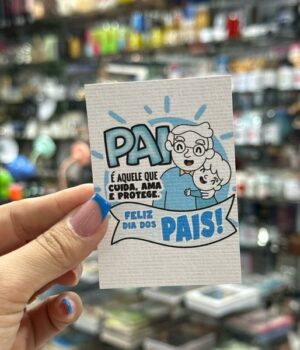 PAI
É AQUELE QUE
CUIDA, AMA
E PROTEGE.
FELIZ
DIA DOS
PAIS!